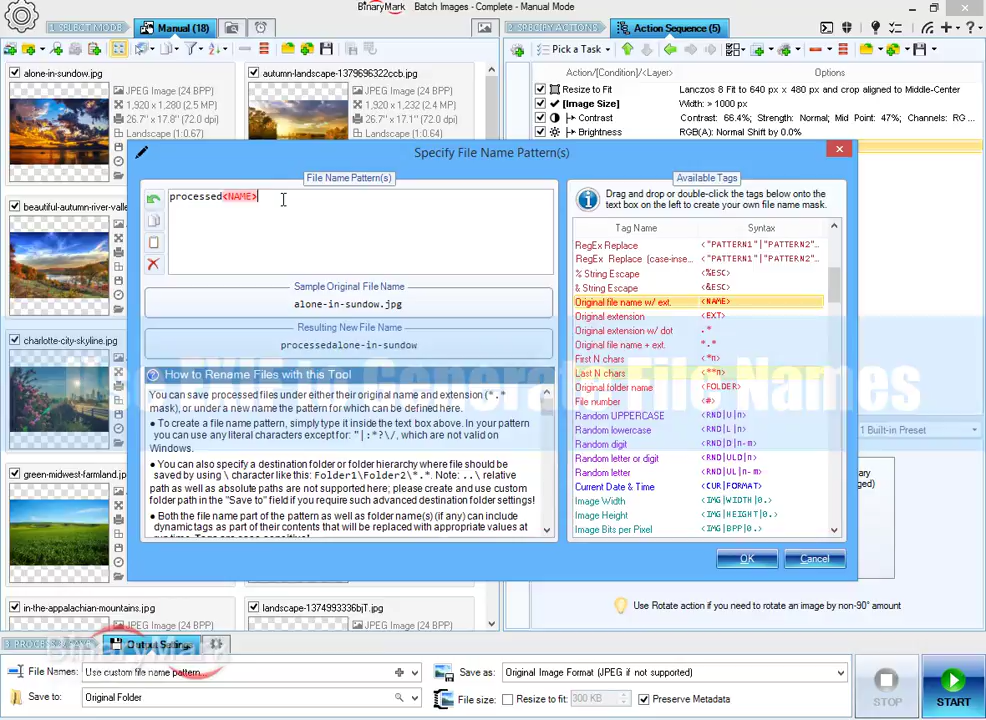 BinaryMark Batch Images - Complete - Manual Mode
1. SELECT MODE
Manual (18)
2 SPECIFY ACTIONS
Action Sequence (5)
Pick a Task
alone-in-sundow.jpg
JPEG Image (24 BPP)
1,920 x 1,280 (2.5 MP)
26.7" x 17.8" (72.0 dpi)
Landscape (1:0.67)
autumn-landscape-1379696322ccb.jpg
JPEG Image (24 BPP)
1,920 x 1,232 (2.4 MP)
26.7" x 17.1" (72.0 dpi)
Landscape (1:0.64)
Action/[Condition]/<Layer>
Options
Resize to Fit
Lanczos 8 Fit to 640 px x 480 px and crop aligned to Middle-Center
[Image Size]
Width: > 1000 px
Contrast
Contrast: 66.4%; Strength: Normal; Mid Point: 47%; Channels: RG ...
Brightness
RGB(A): Normal Shift by 0.0%
beautiful-autumn-river-valle
charlotte-city-skyline.jpg
green-midwest-farmland.jp
in-the-appalachian-mountains.jpg
JPEG Image (24 BPP)
landscape-1374993336bjT.jpg
JPEG Image (24 BPP)
Specify File Name Pattern(s)
File Name Pattern(s)
processed<NAME>
Sample Original File Name
alone-in-sundow.jpg
Resulting New File Name
processedalone-in-sundow
How to Rename Files with this Tool
You can save processed files under either their original name and extension (*.*
mask), or under a new name the pattern for which can be defined here.
• To create a file name pattern, simply type it inside the text box above. In your pattern
you can use any literal characters except for: "|:*?\/, which are not valid on
Windows.
• You can also specify a destination folder or folder hierarchy where file should be
saved by using \ character like this: Folder1\Folder2\*.*. Note: ..\ relative
path as well as absolute paths are not supported here; please create and use custom
folder path in the "Save to" field if you require such advanced destination folder settings!
• Both the file name part of the pattern as well as folder name(s) (if any) can include
dynamic tags as part of their contents that will be replaced with appropriate values at
Available Tags
Drag and drop or double-click the tags below onto the
text box on the left to create your own file name mask.
Tag Name
Syntax
RegEx Replace
<"PATTERN1"|"PATTERN2"...
RegEx Replace (case-inse...
<"PATTERN1"|"PATTERN2"...
% String Escape
<%ESC>
& String Escape
<&ESC>
Original file name w/ ext.
<NAME>
Original extension
<EXT>
Original extension w/ dot
.*
Original file name + ext.
*.*
First N chars
<*n>
Last N chars
<**n>
Original folder name
<FOLDER>
File number
<#>
Random UPPERCASE
<RND|U|n>
Random lowercase
<RND|L|n>
Random digit
<RND|D|n-m>
Random letter or digit
<RND|ULD|n>
Random letter
<RND|UL|n-m>
Current Date & Time
<CUR|FORMAT>
Image Width
<IMG|WIDTH|0.>
Image Height
<IMG|HEIGHT|0.>
Image Bits per Pixel
<IMG|BPP|0.>
OK
Cancel
Generate File Names
1 Built-in Preset
Use Rotate action if you need to rotate an image by non-90° amount
Output Settings
BinaryMark
File Names:
Use custom file name pattern...
Save to:
Original Folder
Save as:
Original Image Format (JPEG if not supported)
File size:
Resize to fit:
300 KB
Preserve Metadata
STOP
START